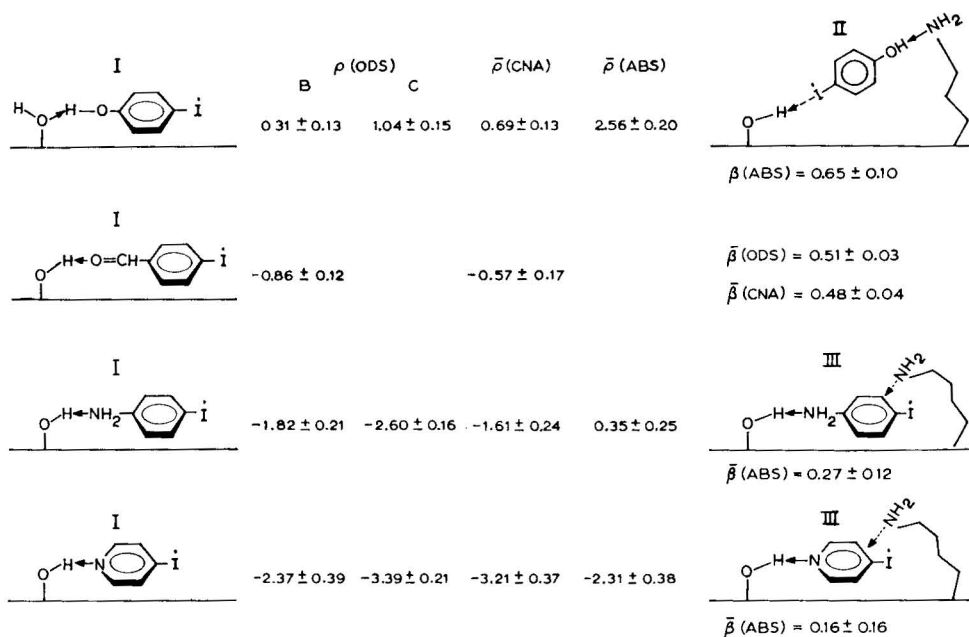 I
ρ (ODS)
ρ̄ (CNA)
ρ̄ (ABS)
II
B
C
H O H—O İ
0.31 ± 0.13
1.04 ± 0.15
0.69 ± 0.13
2.56 ± 0.20
O H İ OH NH2
β (ABS) = 0.65 ± 0.10
I
O H O=CH İ
-0.86 ± 0.12
-0.57 ± 0.17
β̄ (ODS) = 0.51 ± 0.03
β̄ (CNA) = 0.48 ± 0.04
I
III
O H NH2 İ
-1.82 ± 0.21
-2.60 ± 0.16
-1.61 ± 0.24
0.35 ± 0.25
O H NH2 İ NH2
β̄ (ABS) = 0.27 ± 012
I
III
O H N İ
-2.37 ± 0.39
-3.39 ± 0.21
-3.21 ± 0.37
-2.31 ± 0.38
O H N İ NH2
β̄ (ABS) = 0.16 ± 0.16